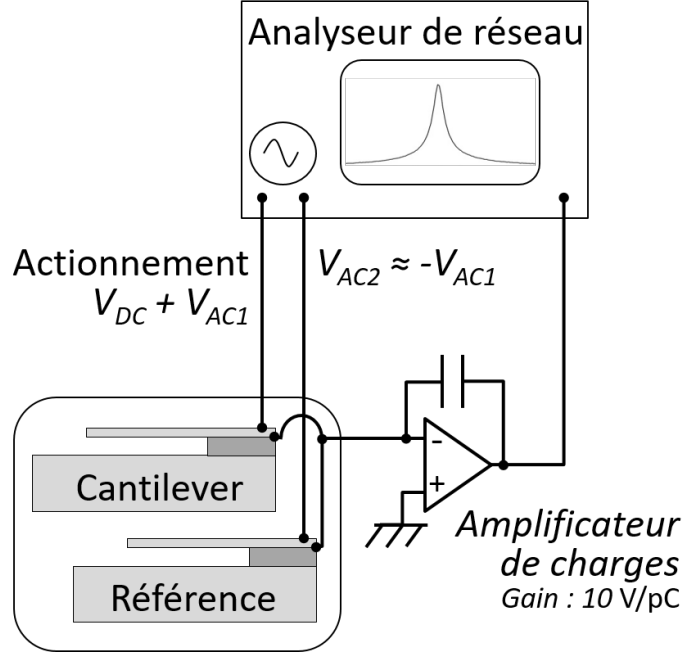 Analyseur de réseau
Actionnement
V_DC + V_AC1
V_AC2 ≈ -V_AC1
-
+
Cantilever
Référence
Amplificateur
de charges
Gain : 10 V/pC